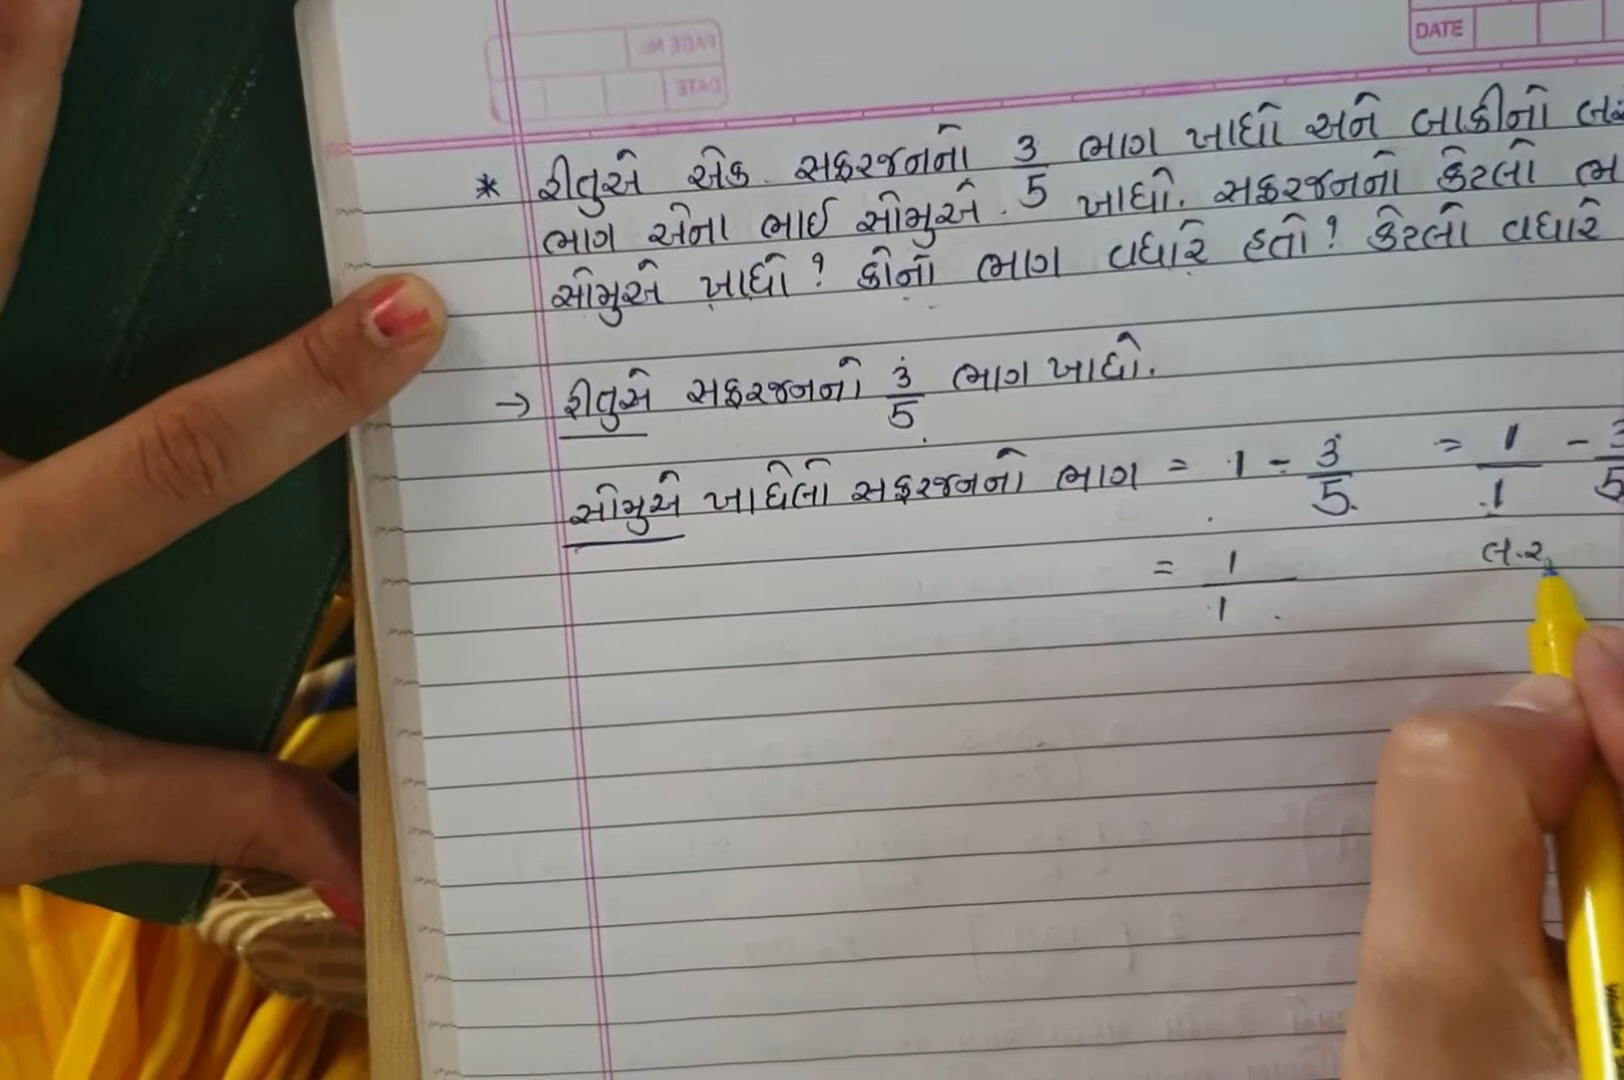 DATE
* રીતુએ એક સફરજનનો 3/5 ભાગ ખાધો અને બાકીનો
ભાગ એના ભાઈ સોમુએ ખાધો. સફરજનનો કેટલો
સોમુએ ખાધો? કોનો ભાગ વધારે હતો? કેટલો વધારે
→ રીતુએ સફરજનનો 3/5 ભાગ ખાધો.
સોમુએ ખાધેલો સફરજનનો ભાગ = 1 - 3/5 = 1/1 - 3/5
= 1/1
લ.સ